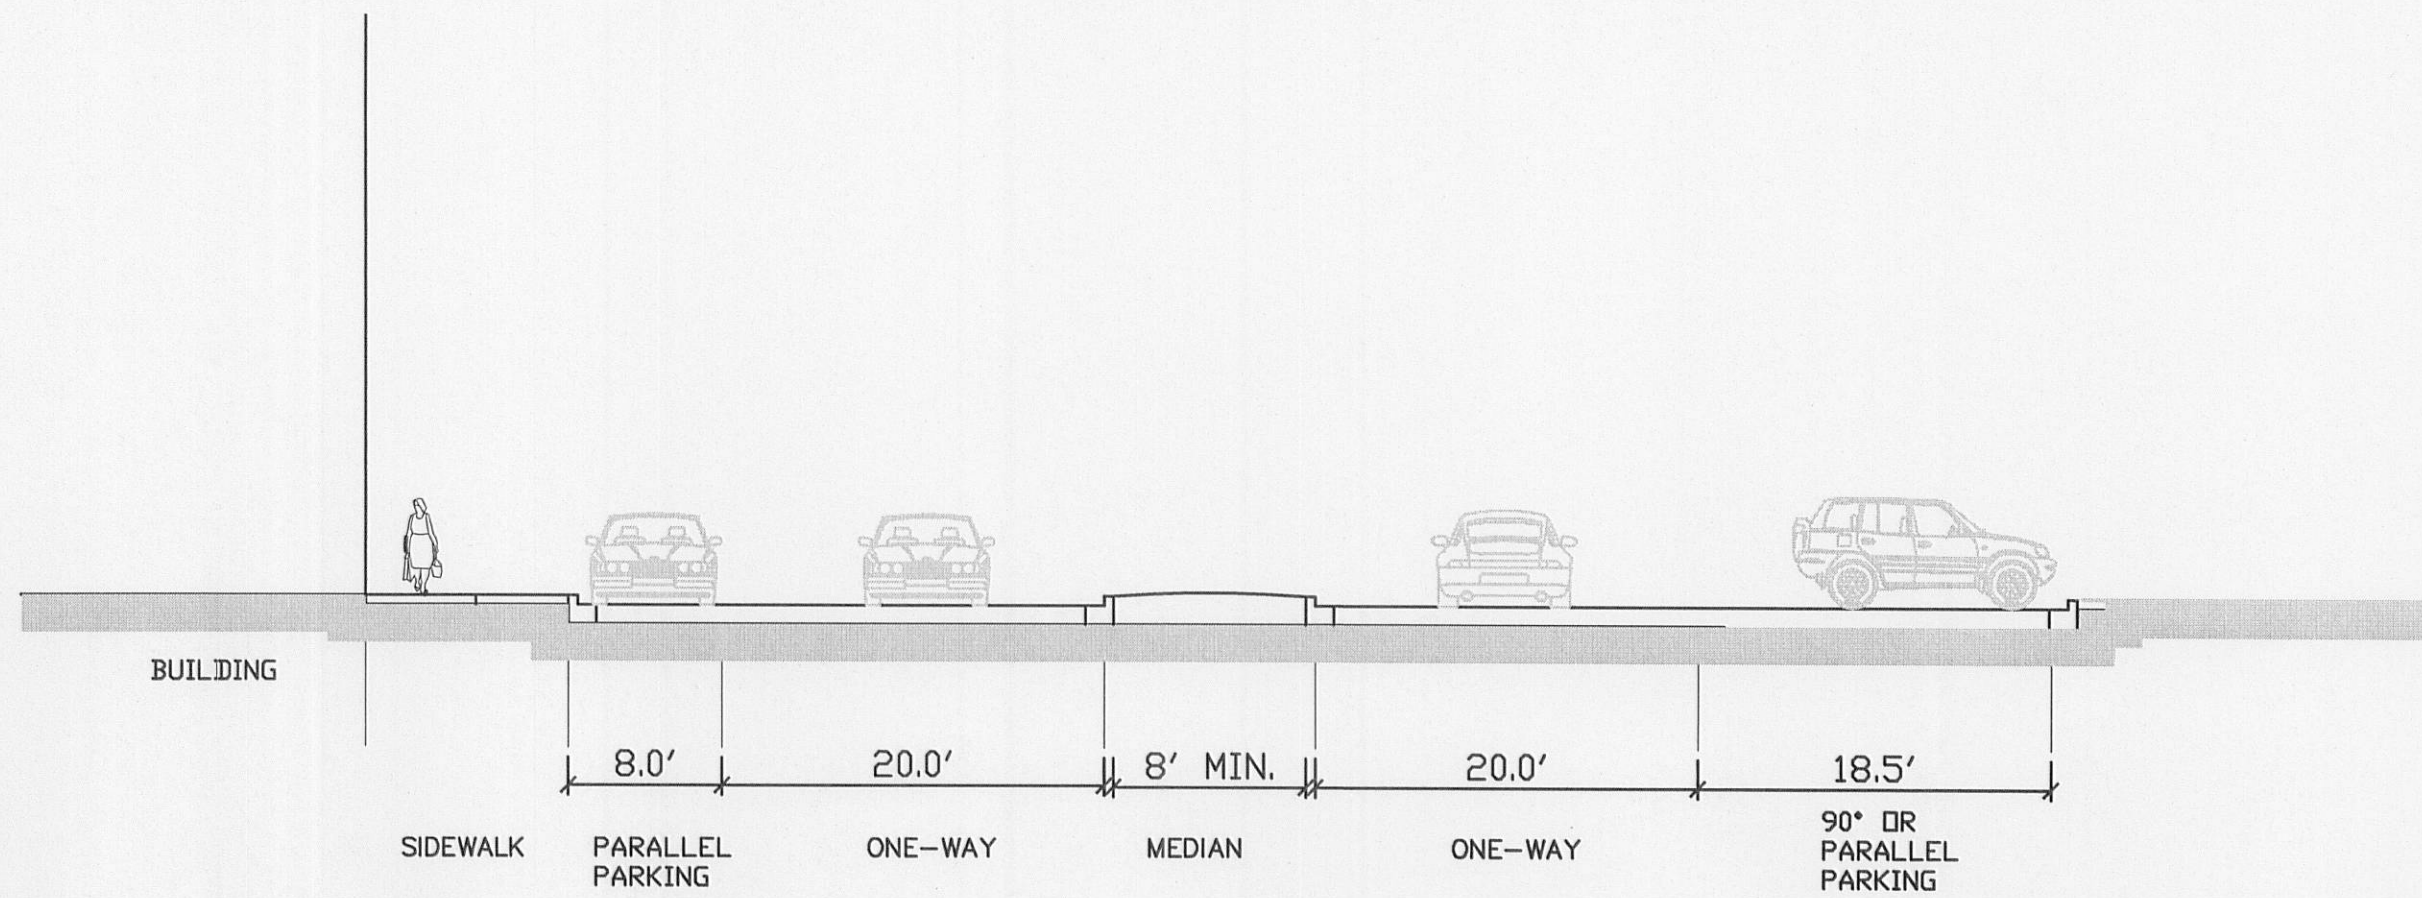 BUILDING
8.0′
20.0′
8′ MIN.
20.0′
18.5′
SIDEWALK
PARALLEL
PARKING
ONE-WAY
MEDIAN
ONE-WAY
90° OR
PARALLEL
PARKING